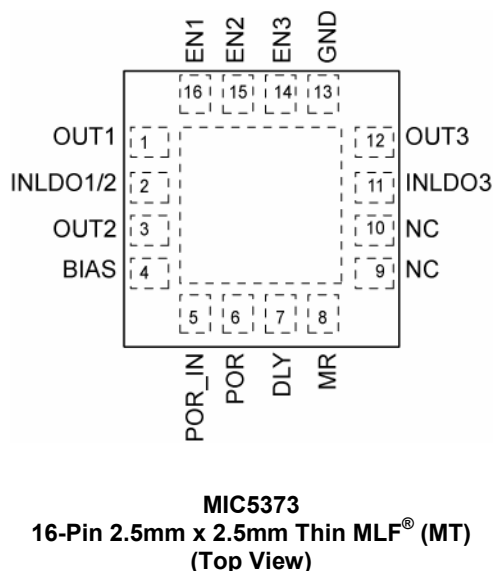 EN1 EN2 EN3 GND
16 15 14 13
OUT1 1 12 OUT3
INLDO1/2 2 11 INLDO3
OUT2 3 10 NC
BIAS 4 9 NC
5 6 7 8
POR_IN POR DLY MR
MIC5373
16-Pin 2.5mm x 2.5mm Thin MLF® (MT)
(Top View)